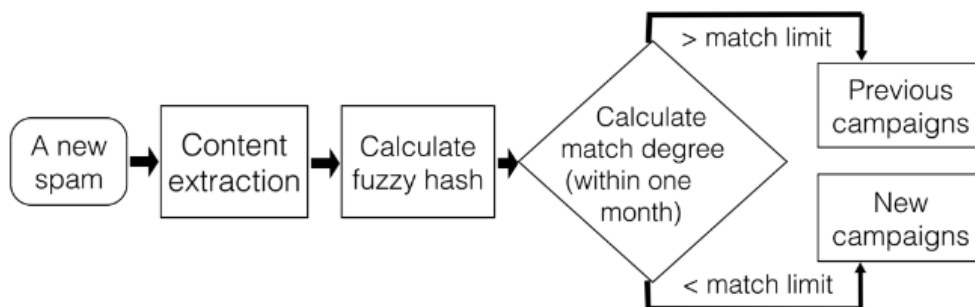 A new
spam
Content
extraction
Calculate
fuzzy hash
Calculate
match degree
(within one
month)
> match limit
Previous
campaigns
New
campaigns
< match limit